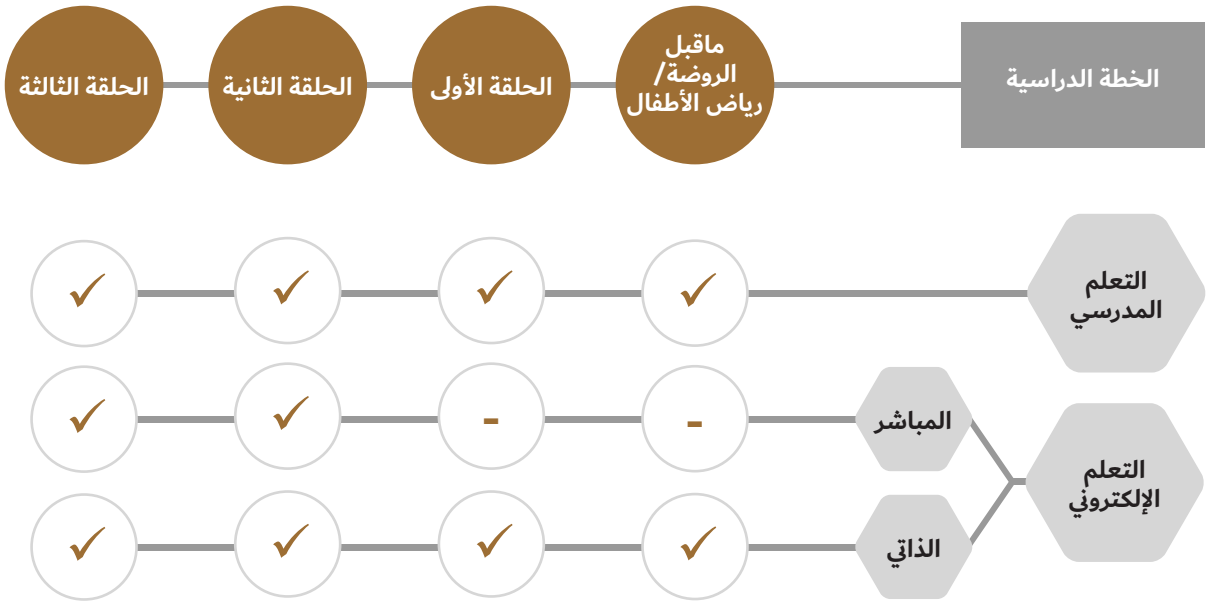 الخطة الدراسية
ماقبل
الروضة/
رياض الأطفال
الحلقة الأولى
الحلقة الثانية
الحلقة الثالثة
التعلم
المدرسي
✓ ✓ ✓ ✓
التعلم
الإلكتروني
المباشر
- - ✓ ✓
الذاتي
✓ ✓ ✓ ✓